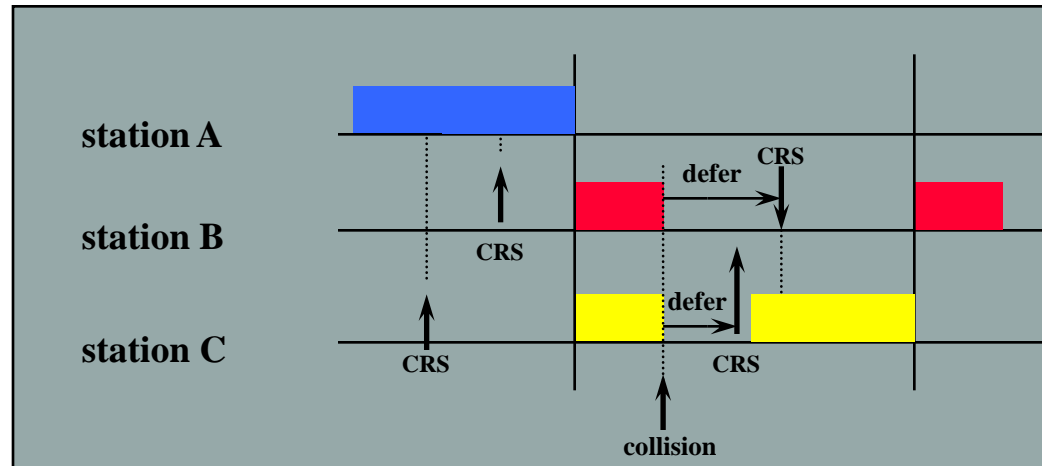 station A
CRS
defer
station B
CRS
defer
station C
CRS
CRS
collision